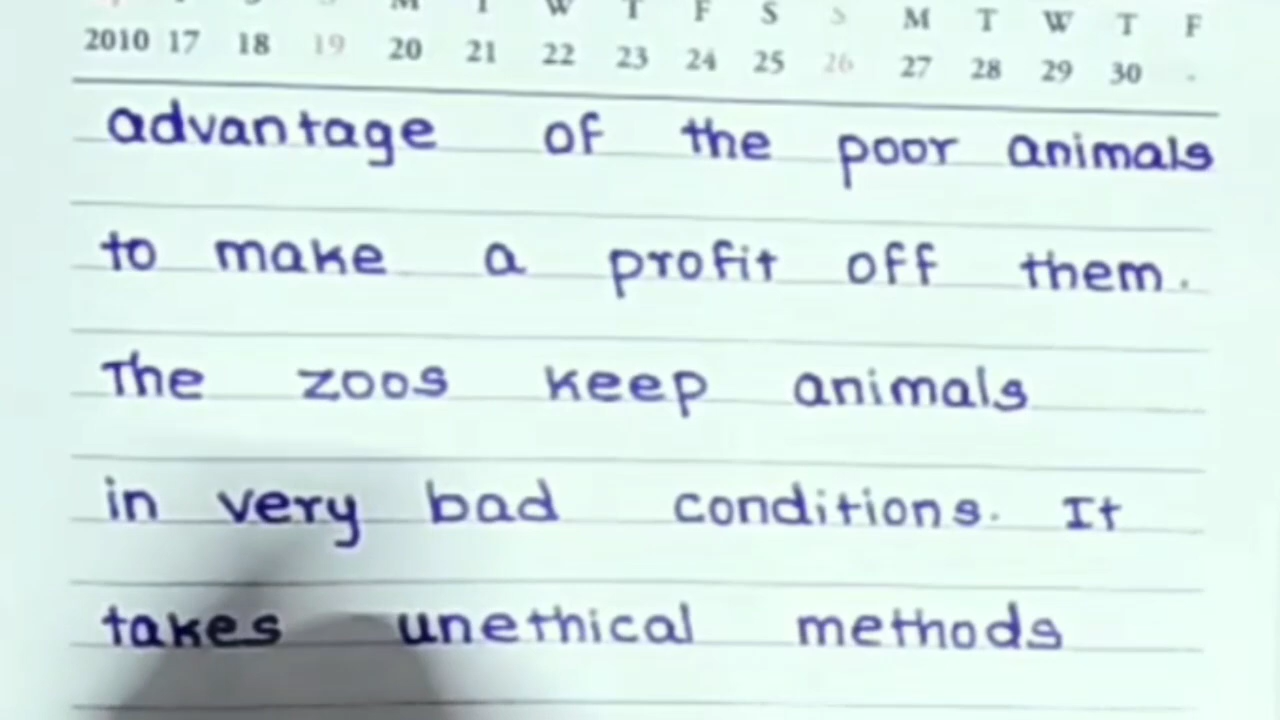 M T W T F S S M T W T F
2010 17 18 19 20 21 22 23 24 25 26 27 28 29 30
advantage of the poor animals
to make a profit off them.
The zoos keep animals
in very bad conditions. It
takes unethical methods